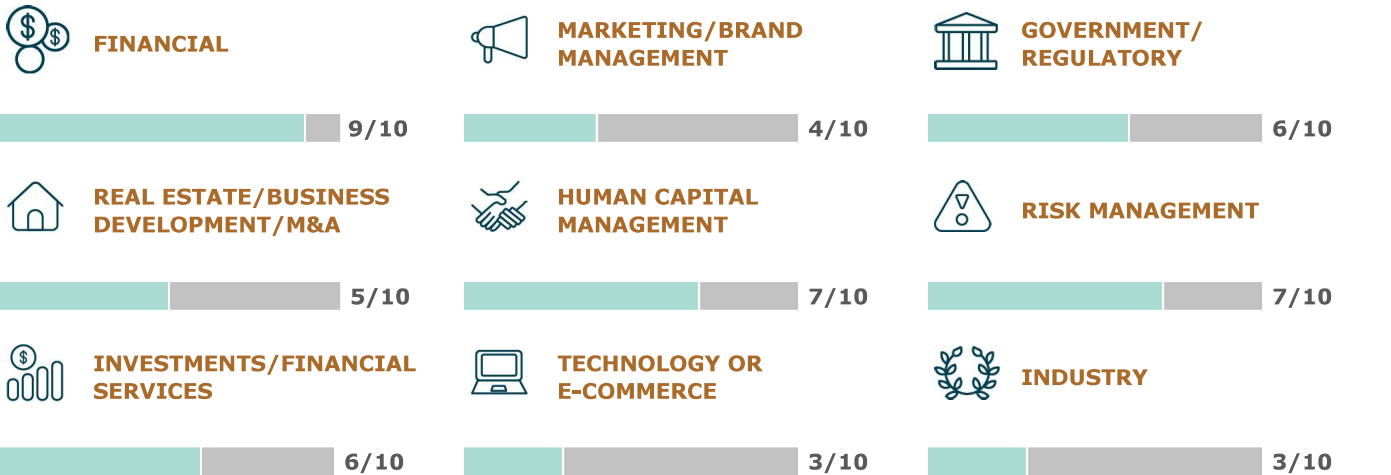 FINANCIAL
9/10
MARKETING/BRAND
MANAGEMENT
4/10
GOVERNMENT/
REGULATORY
6/10
REAL ESTATE/BUSINESS
DEVELOPMENT/M&A
5/10
HUMAN CAPITAL
MANAGEMENT
7/10
RISK MANAGEMENT
7/10
INVESTMENTS/FINANCIAL
SERVICES
6/10
TECHNOLOGY OR
E-COMMERCE
3/10
INDUSTRY
3/10